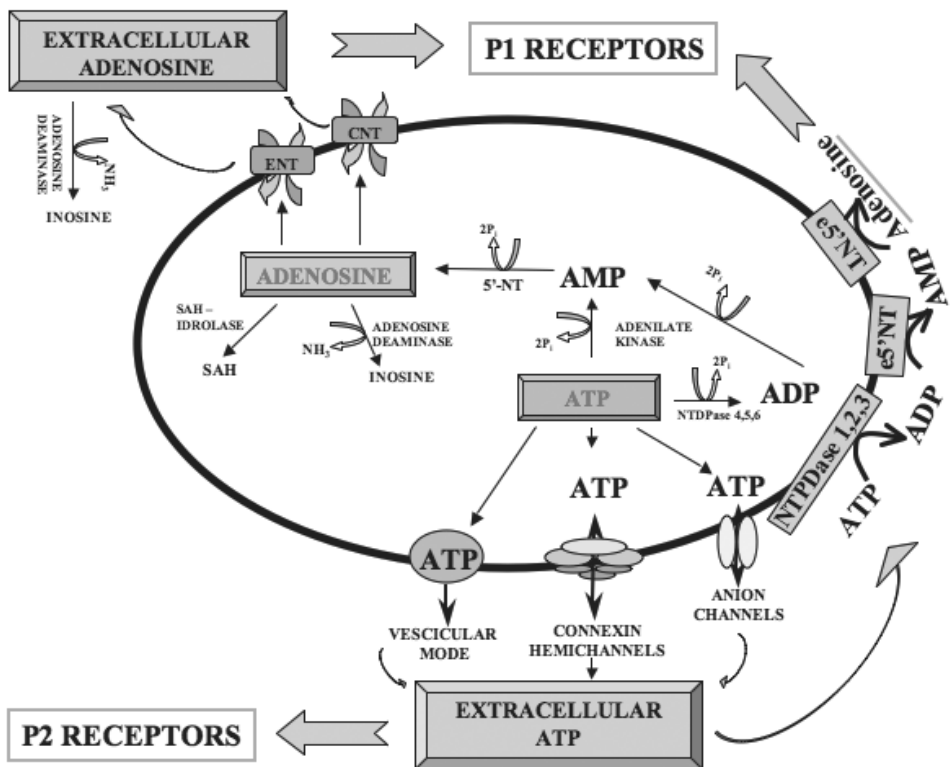 EXTRACELLULAR
ADENOSINE
P1 RECEPTORS
ADENOSINE
DEAMINASE
NH3
INOSINE
ENT
CNT
Adenosine
e5'NT
AMP
e5'NT
ADP
NTPDase 1,2,3
ATP
ADENOSINE
2Pi
5'-NT
AMP
2Pi
SAH –
IDROLASE
SAH
NH3
ADENOSINE
DEAMINASE
INOSINE
2Pi
ADENILATE
KINASE
ATP
2Pi
NTDPase 4,5,6
ADP
ATP
ATP
ATP
VESCICULAR
MODE
CONNEXIN
HEMICHANNELS
ANION
CHANNELS
EXTRACELLULAR
ATP
P2 RECEPTORS